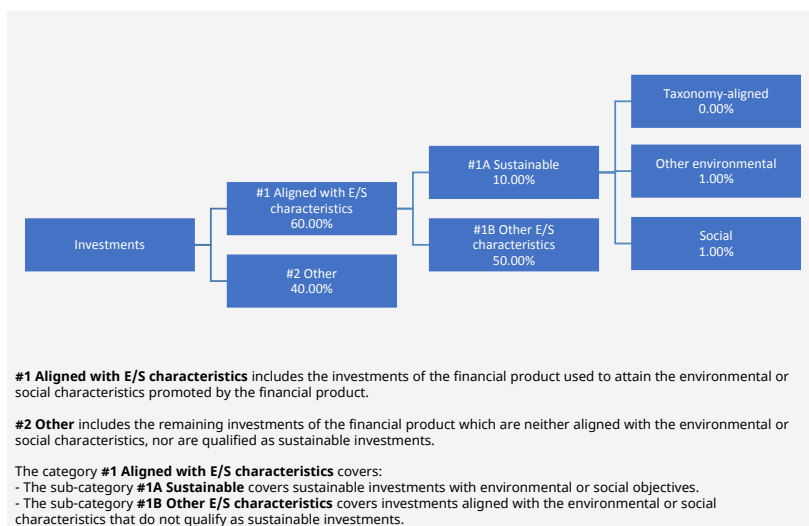 Taxonomy-aligned
0.00%
#1A Sustainable
10.00%
Other environmental
1.00%
#1 Aligned with E/S
characteristics
60.00%
#1B Other E/S
characteristics
50.00%
Social
1.00%
Investments
#2 Other
40.00%
#1 Aligned with E/S characteristics includes the investments of the financial product used to attain the environmental or
social characteristics promoted by the financial product.
#2 Other includes the remaining investments of the financial product which are neither aligned with the environmental or
social characteristics, nor are qualified as sustainable investments.
The category #1 Aligned with E/S characteristics covers:
- The sub-category #1A Sustainable covers sustainable investments with environmental or social objectives.
- The sub-category #1B Other E/S characteristics covers investments aligned with the environmental or social
characteristics that do not qualify as sustainable investments.